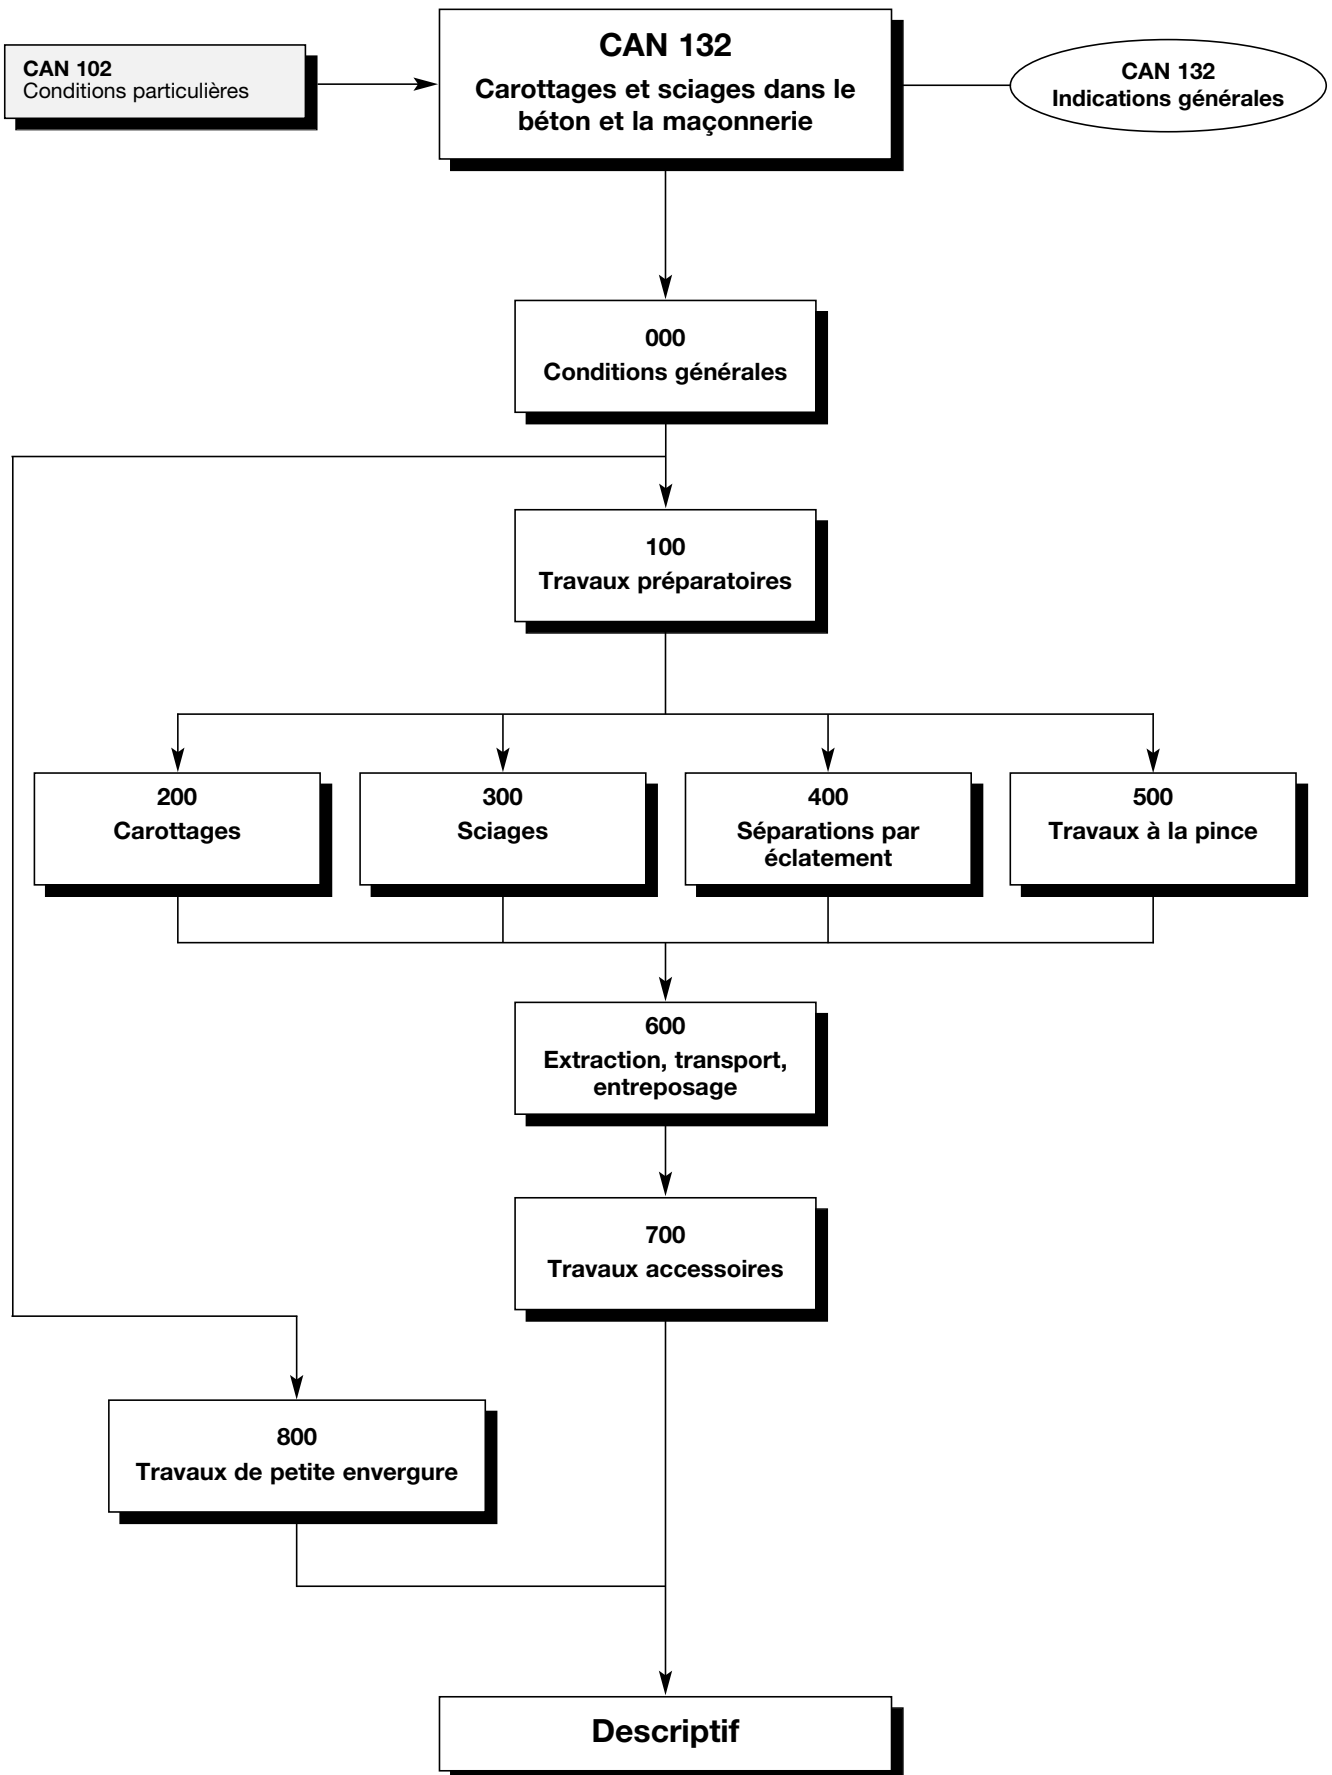 CAN 102
Conditions particulières
CAN 132
Carottages et sciages dans le
béton et la maçonnerie
CAN 132
Indications générales
000
Conditions générales
100
Travaux préparatoires
200
Carottages
300
Sciages
400
Séparations par
éclatement
500
Travaux à la pince
600
Extraction, transport,
entreposage
700
Travaux accessoires
800
Travaux de petite envergure
Descriptif